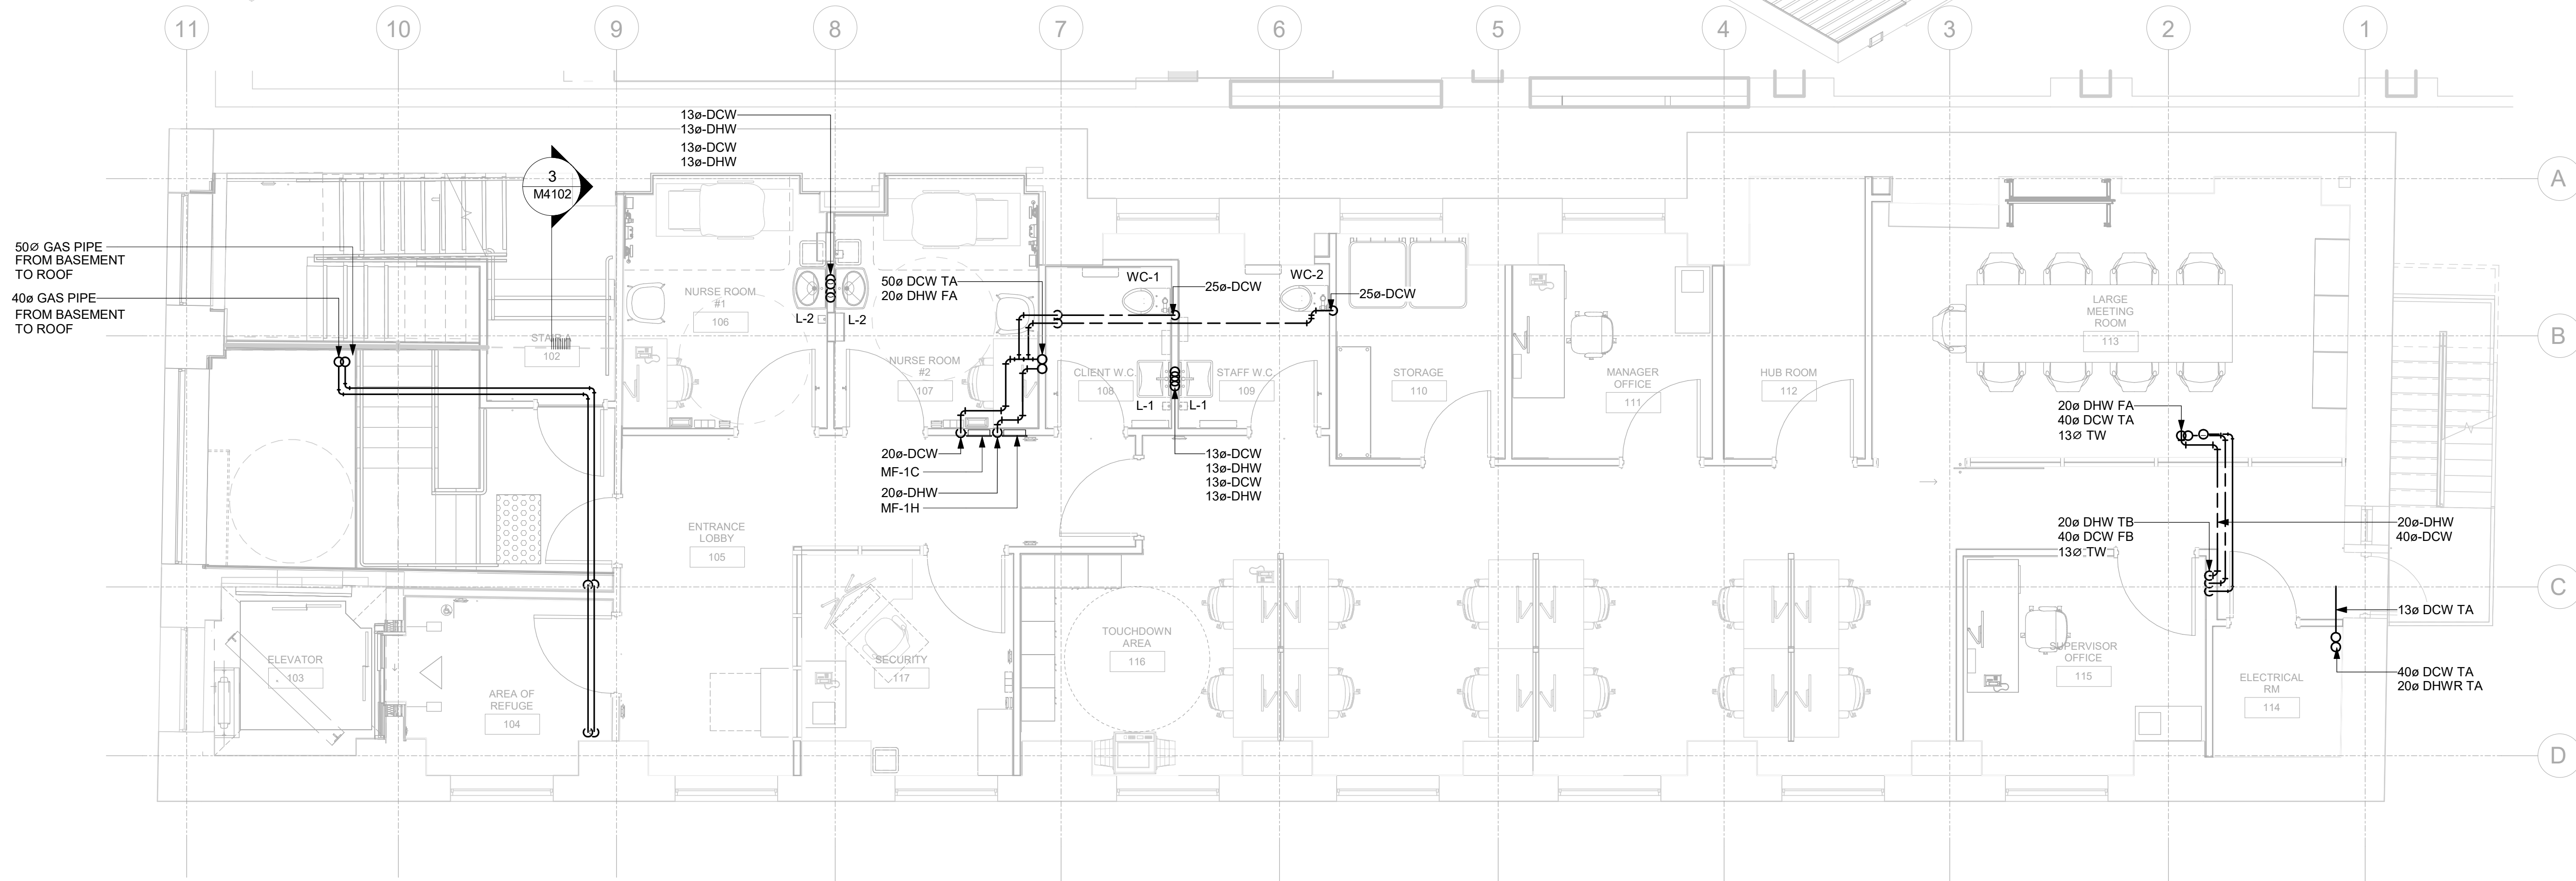 11
10
9
8
7
6
5
4
3
2
1
A
B
C
D
13ø-DCW
13ø-DHW
13ø-DCW
13ø-DHW
3
M4102
50Ø GAS PIPE
FROM BASEMENT
TO ROOF
40ø GAS PIPE
FROM BASEMENT
TO ROOF
STAIR A
102
NURSE ROOM
#1
106
L-2
L-2
NURSE ROOM
#2
107
50ø DCW TA
20ø DHW FA
WC-1
25ø-DCW
WC-2
25ø-DCW
CLIENT W.C.
108
STAFF W.C.
109
L-1
L-1
STORAGE
110
MANAGER
OFFICE
111
HUB ROOM
112
LARGE
MEETING
ROOM
113
20ø-DCW
MF-1C
20ø-DHW
MF-1H
13ø-DCW
13ø-DHW
13ø-DCW
13ø-DHW
20ø DHW FA
40ø DCW TA
13Ø TW
20ø DHW TB
40ø DCW FB
13Ø TW
20ø-DHW
40ø-DCW
13ø DCW TA
40ø DCW TA
20ø DHWR TA
ENTRANCE
LOBBY
105
ELEVATOR
103
AREA OF
REFUGE
104
SECURITY
117
TOUCHDOWN
AREA
116
SUPERVISOR
OFFICE
115
ELECTRICAL
RM
114